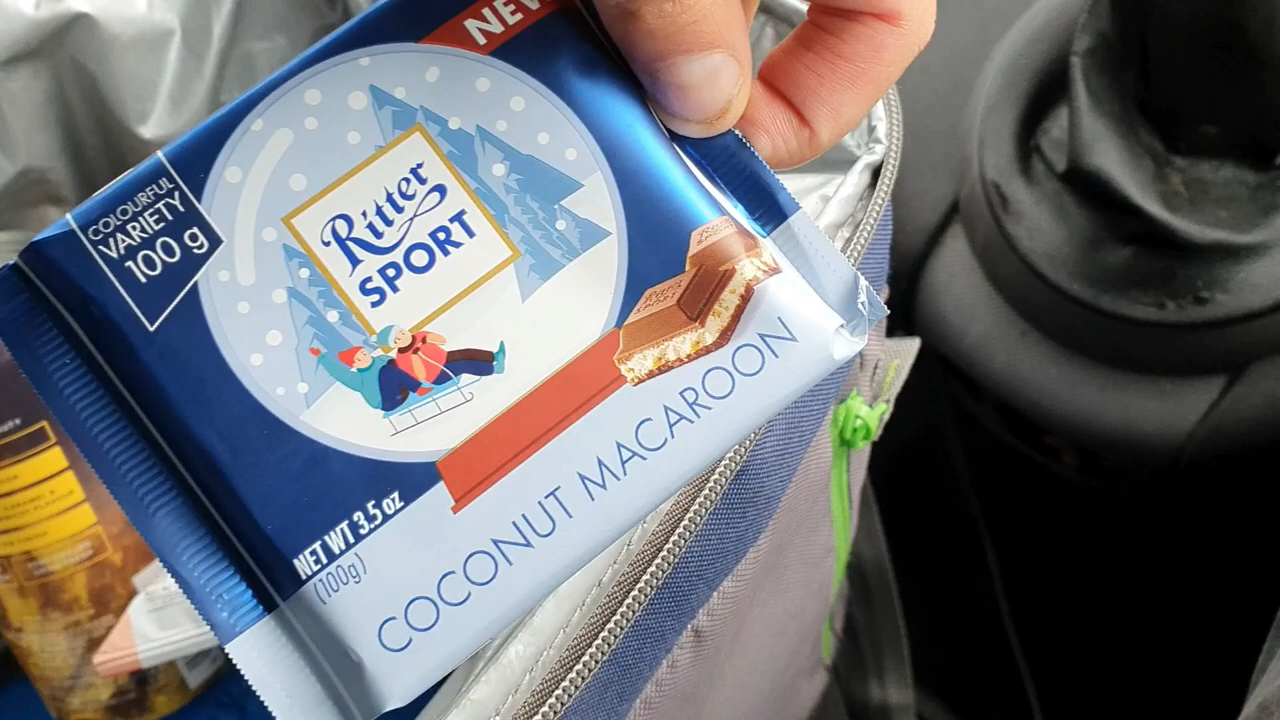 NEW
COLOURFUL
VARIETY
100 g
Ritter
SPORT
NET WT 3.5 oz
(100g)
COCONUT MACAROON